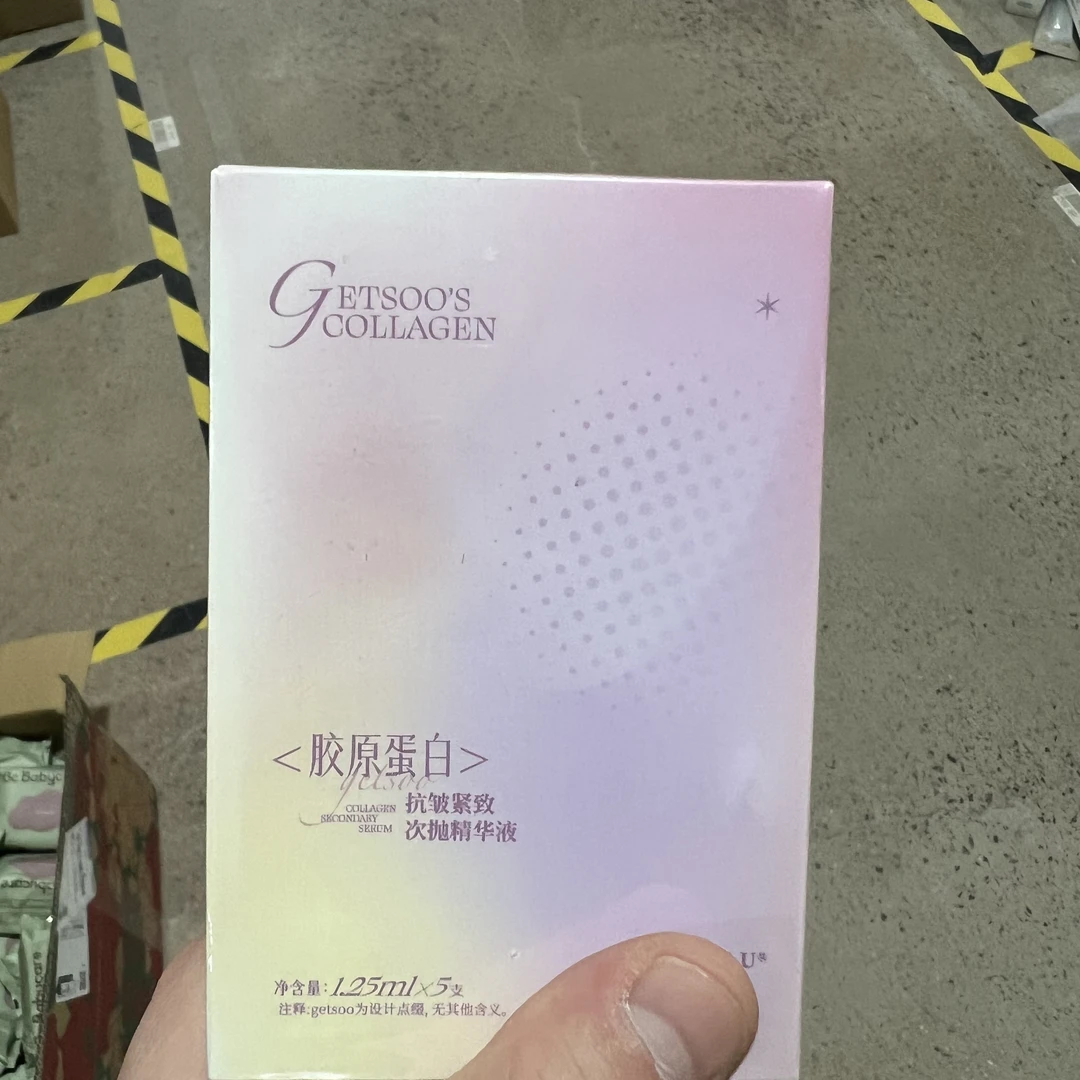 GETSOO'S
COLLAGEN
<胶原蛋白>
getsoo
COLLAGEN
SECONDARY
SERUM
抗皱紧致
次抛精华液
净含量:1.25ml×5支
注释:getsoo为设计点缀,无其他含义。
U®
Be Babyc